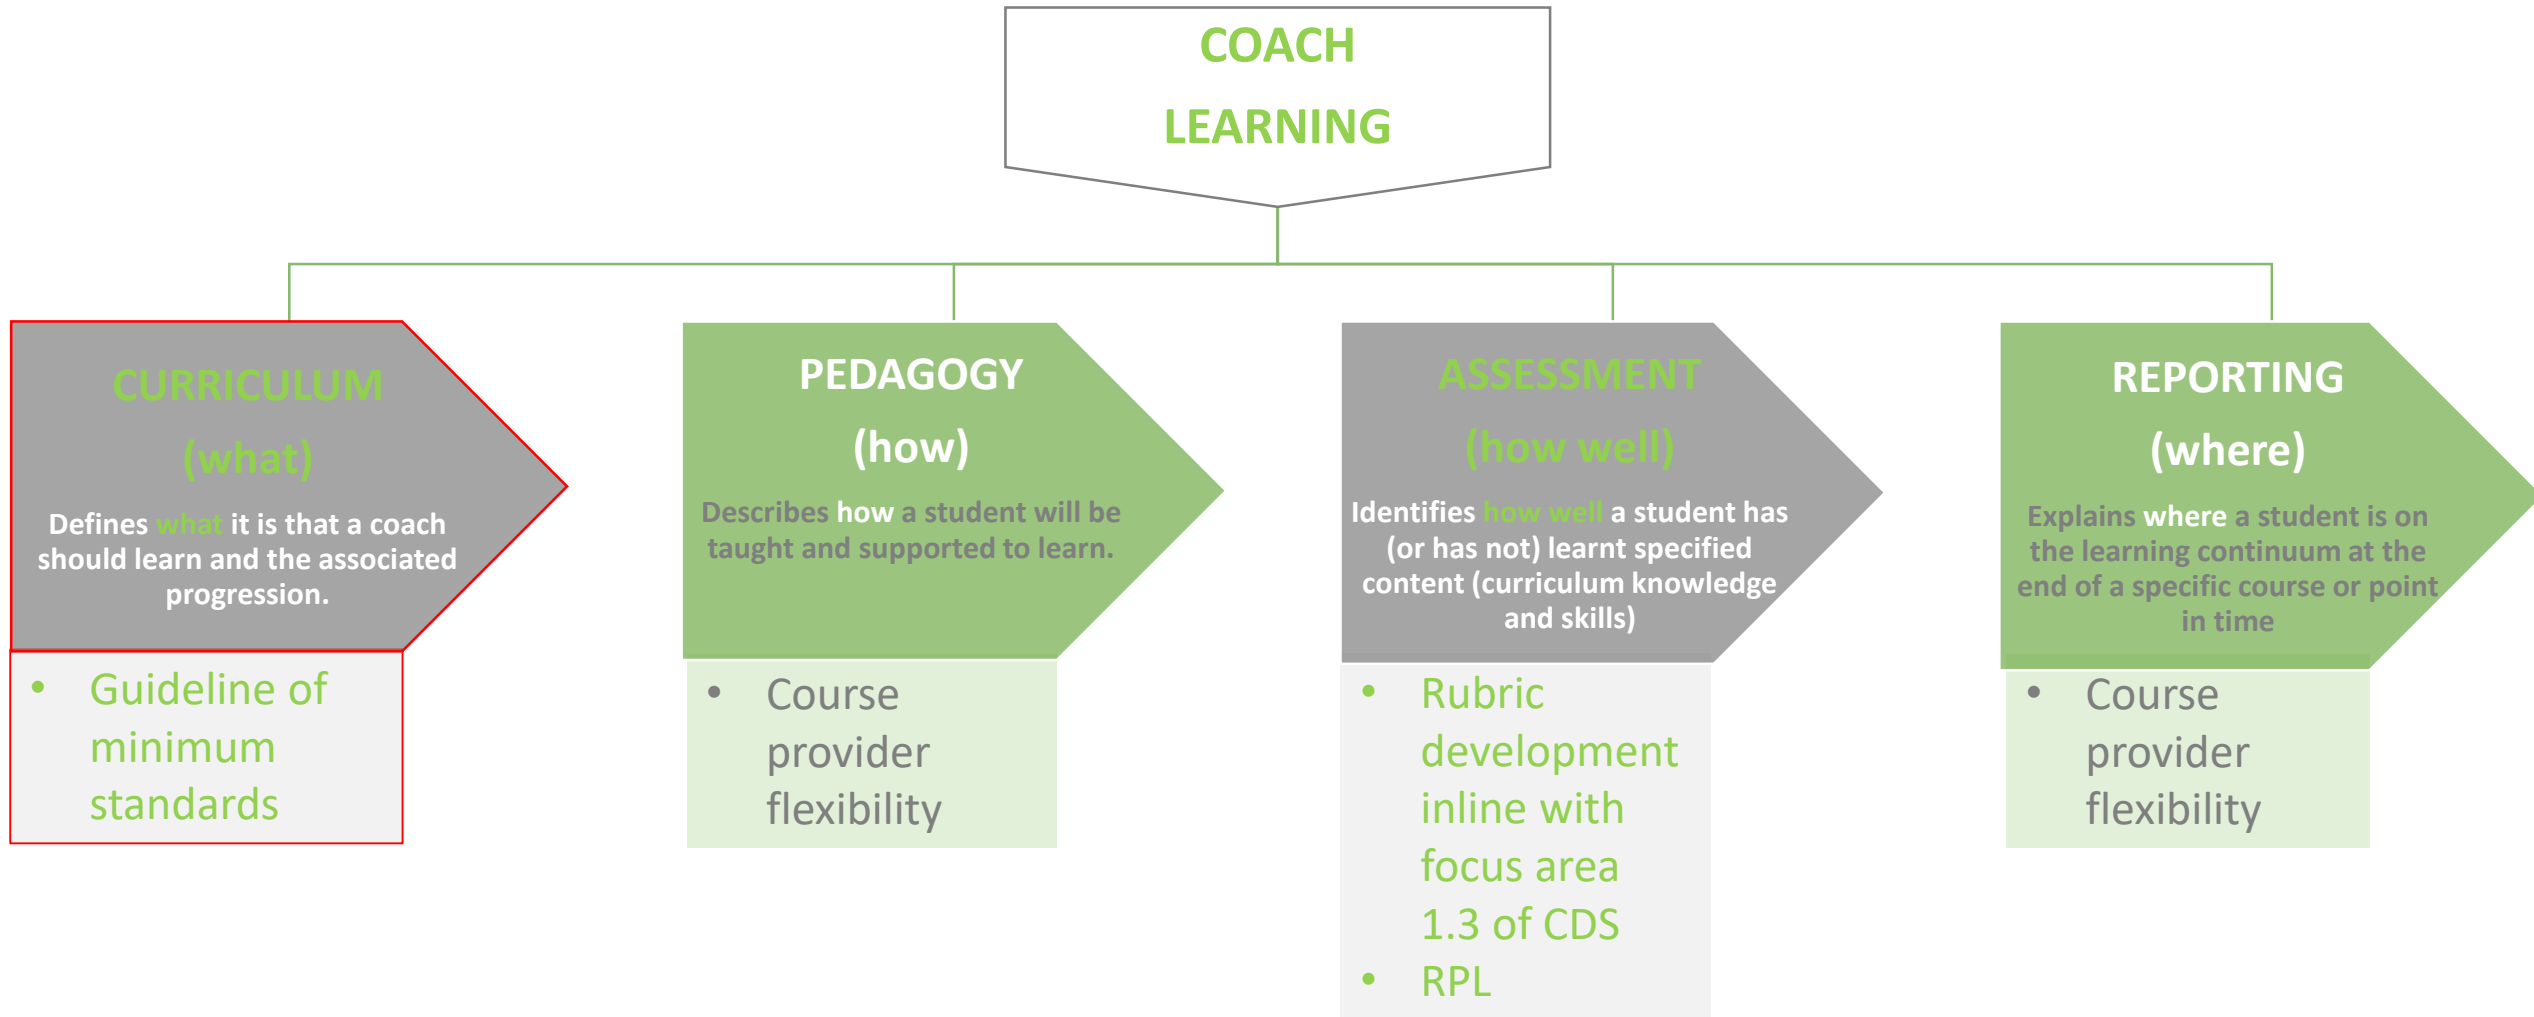 COACH
LEARNING
CURRICULUM
(what)
Defines what it is that a coach
should learn and the associated
progression.
• Guideline of
minimum
standards
PEDAGOGY
(how)
Describes how a student will be
taught and supported to learn.
• Course
provider
flexibility
ASSESSMENT
(how well)
Identifies how well a student has
(or has not) learnt specified
content (curriculum knowledge
and skills)
• Rubric
development
inline with
focus area
1.3 of CDS
• RPL
REPORTING
(where)
Explains where a student is on
the learning continuum at the
end of a specific course or point
in time
• Course
provider
flexibility